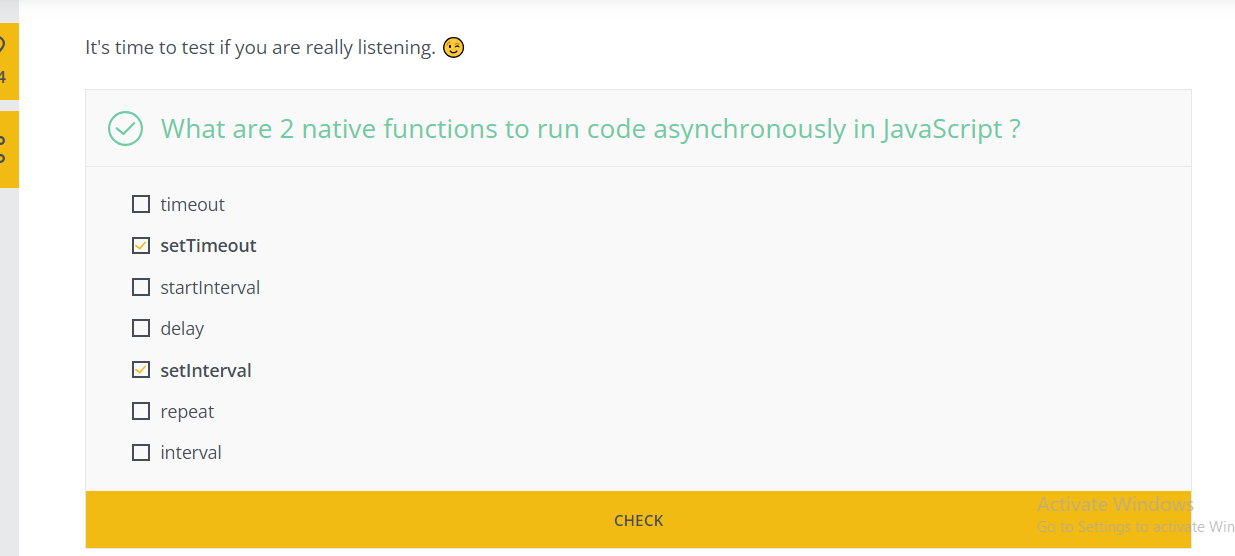 4
It's time to test if you are really listening. 😉
What are 2 native functions to run code asynchronously in JavaScript ?
timeout
setTimeout
startInterval
delay
setInterval
repeat
interval
CHECK
Activate Windows
Go to Settings to activate Win